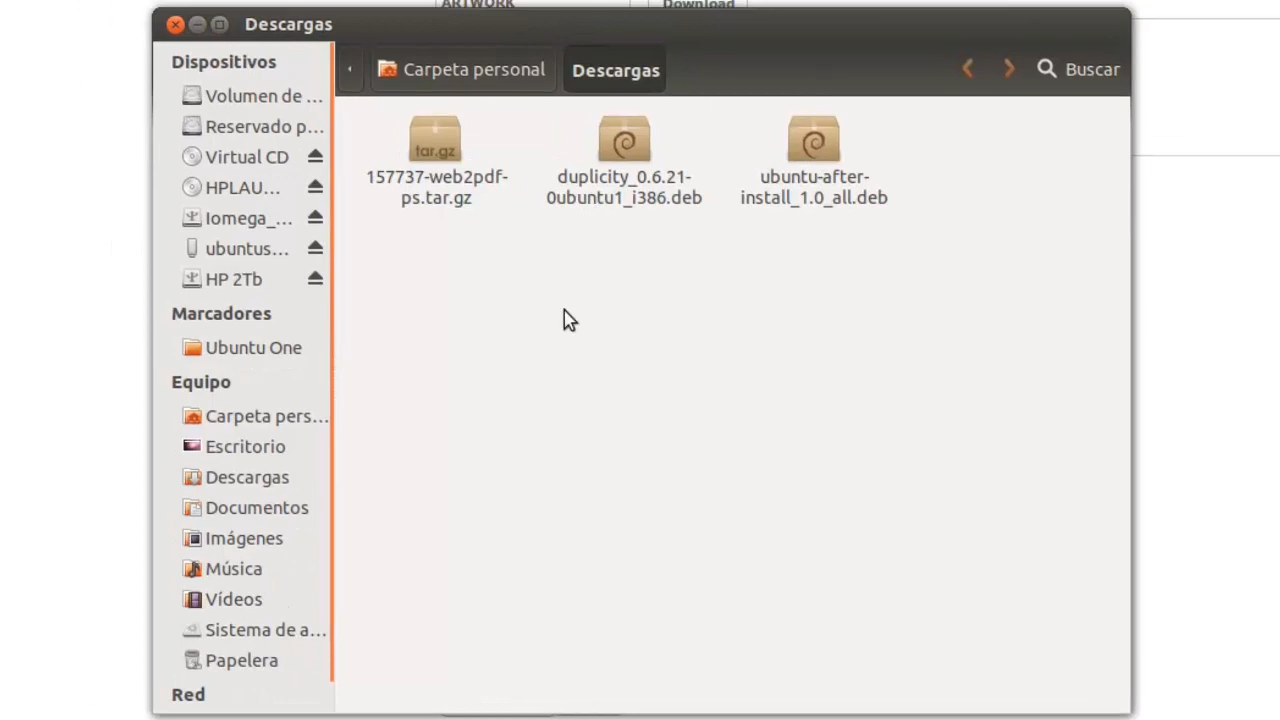 ARTWORK
Download
Descargas
Dispositivos
Volumen de ...
Reservado p...
Virtual CD
HPLAU...
Iomega_...
ubuntus...
HP 2Tb
Marcadores
Ubuntu One
Equipo
Carpeta pers...
Escritorio
Descargas
Documentos
Imágenes
Música
Vídeos
Sistema de a...
Papelera
Red
Carpeta personal
Descargas
Buscar
tar.gz
157737-web2pdf-
ps.tar.gz
duplicity_0.6.21-
0ubuntu1_i386.deb
ubuntu-after-
install_1.0_all.deb